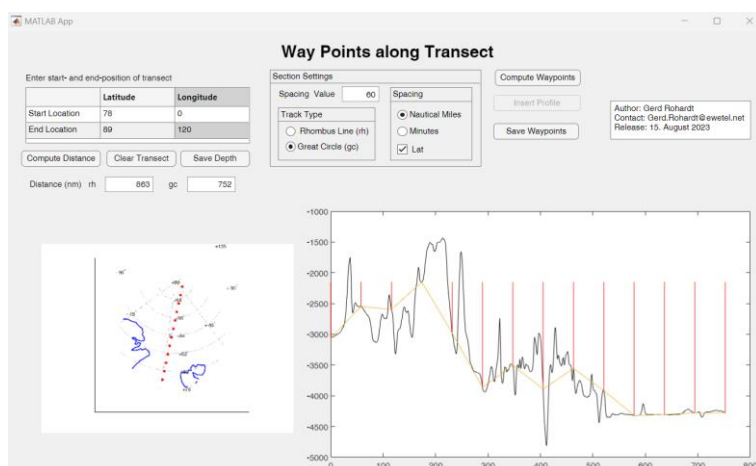 MATLAB App
Way Points along Transect
Enter start- and end-position of transect
Latitude Longitude
Start Location 78 0
End Location 89 120
Compute Distance Clear Transect Save Depth
Distance (nm) rh 863 gc 752
Section Settings
Spacing Value 60
Track Type
Rhombus Line (rh)
Great Circle (gc)
Spacing
Nautical Miles
Minutes
Lat
Compute Waypoints
Insert Profile
Save Waypoints
Author: Gerd Rohardt
Contact: Gerd.Rohardt@ewetel.net
Release: 15. August 2023
-1000
-1500
-2000
-2500
-3000
-3500
-4000
-4500
-5000
0 100 200 300 400 500 600 700 800